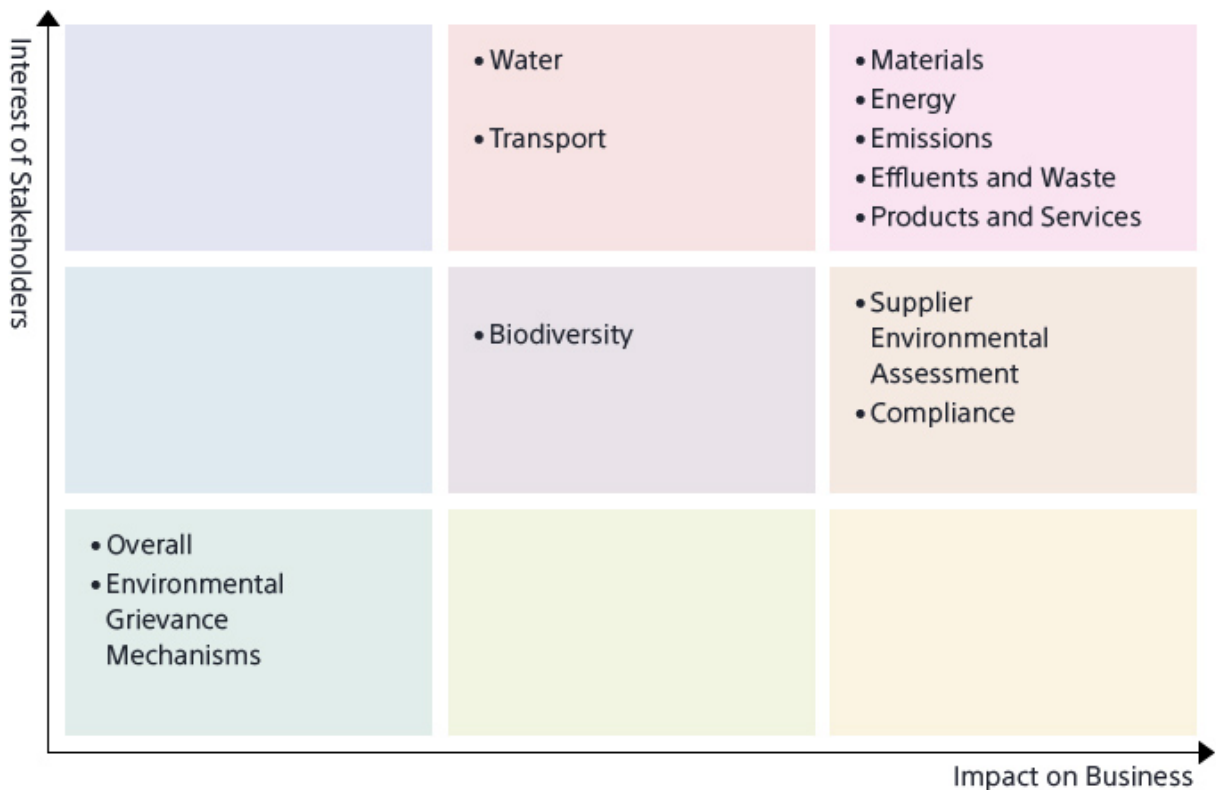 Interest of Stakeholders
• Water
• Transport
• Materials
• Energy
• Emissions
• Effluents and Waste
• Products and Services
• Biodiversity
• Supplier
Environmental
Assessment
• Compliance
• Overall
• Environmental
Grievance
Mechanisms
Impact on Business